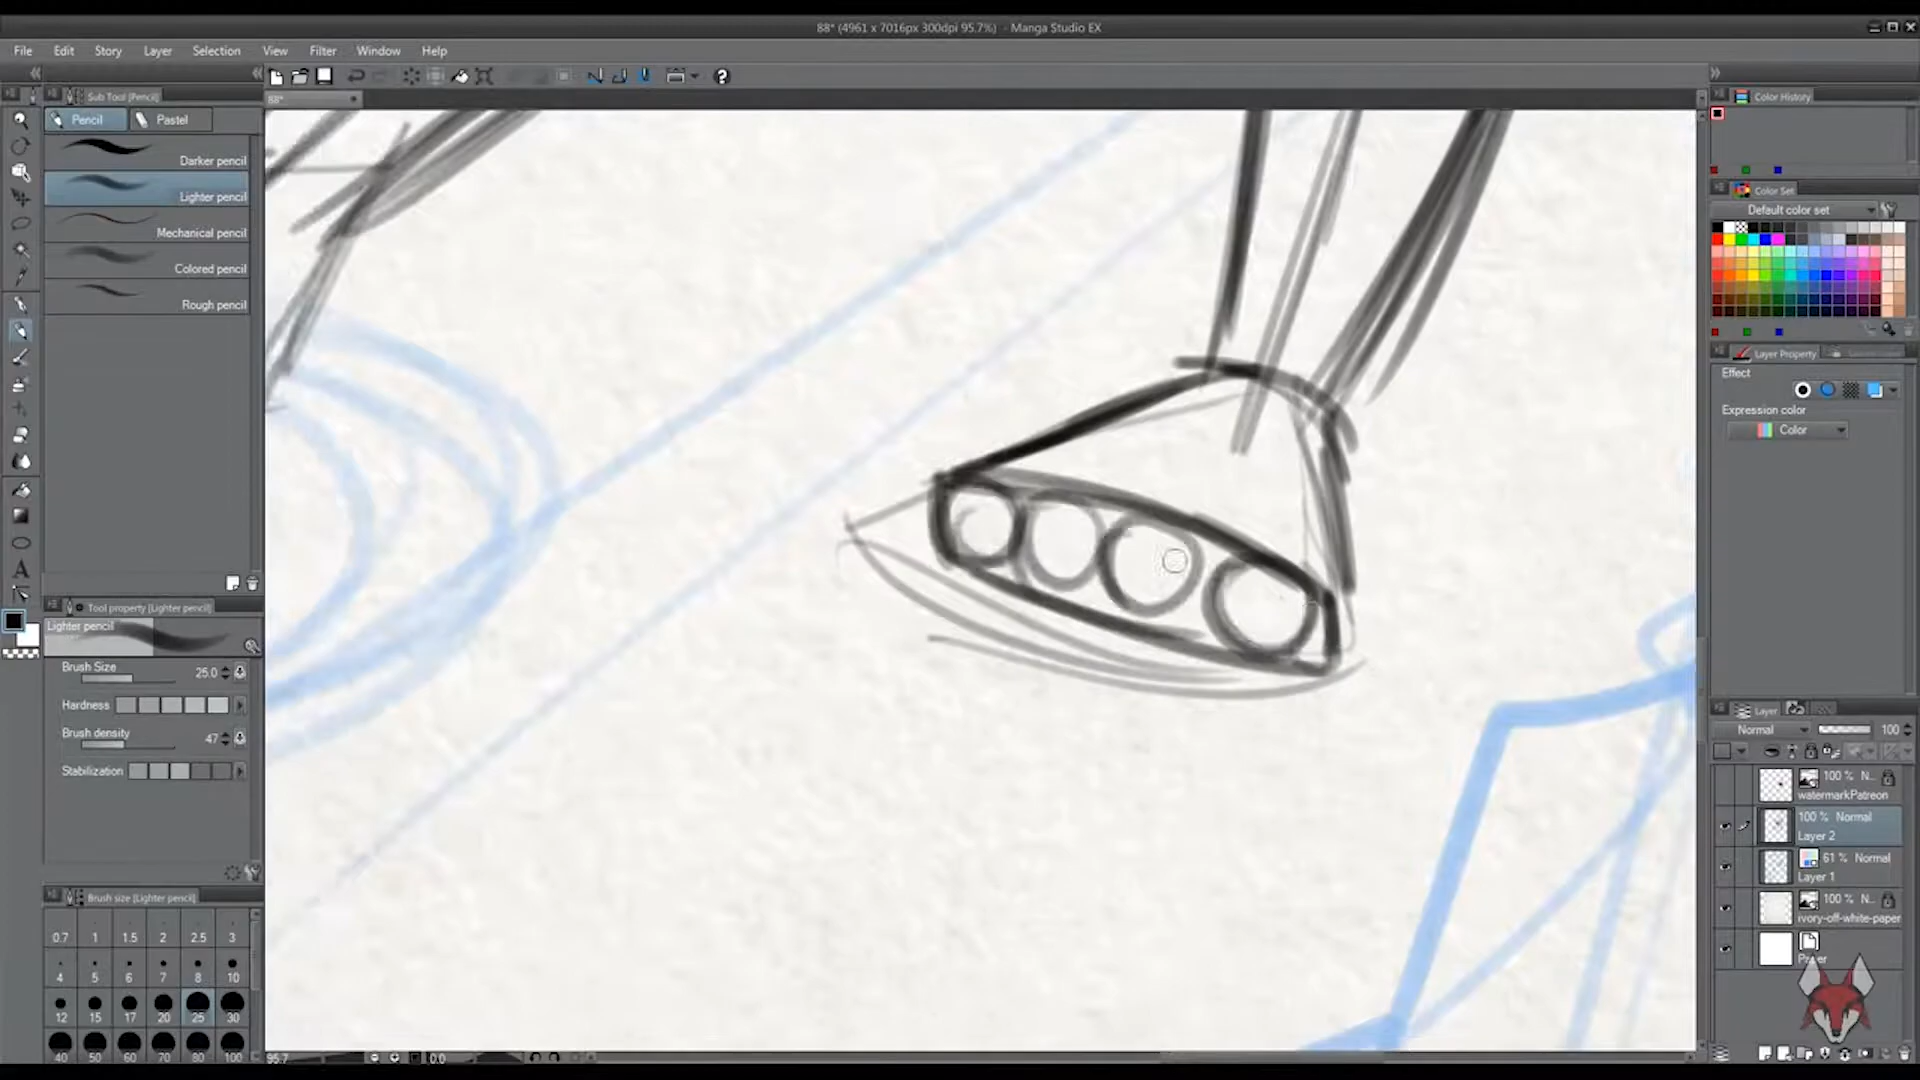 88* (4961 x 7016px 300dpi 95.7%) - Manga Studio EX
File Edit Story Layer Selection View Filter Window Help
Sub Tool [Pencil]
88*
Color History
Pencil Pastel
Darker pencil
Lighter pencil
Mechanical pencil
Colored pencil
Rough pencil
Color Set
Default color set
Layer Property
Effect
Expression color
Color
Tool property [Lighter pencil]
Lighter pencil
Brush Size 25.0
Hardness
Brush density 47
Stabilization
Layer
Normal 100
100 % N..
watermarkPatreon
100 % Normal
Layer 2
61 % Normal
Layer 1
100 % N..
ivory-off-white-paper
Paper
Brush size [Lighter pencil]
0.7 1 1.5 2 2.5 3
4 5 6 7 8 10
12 15 17 20 25 30
40 50 60 70 80 100
95.7 0.0